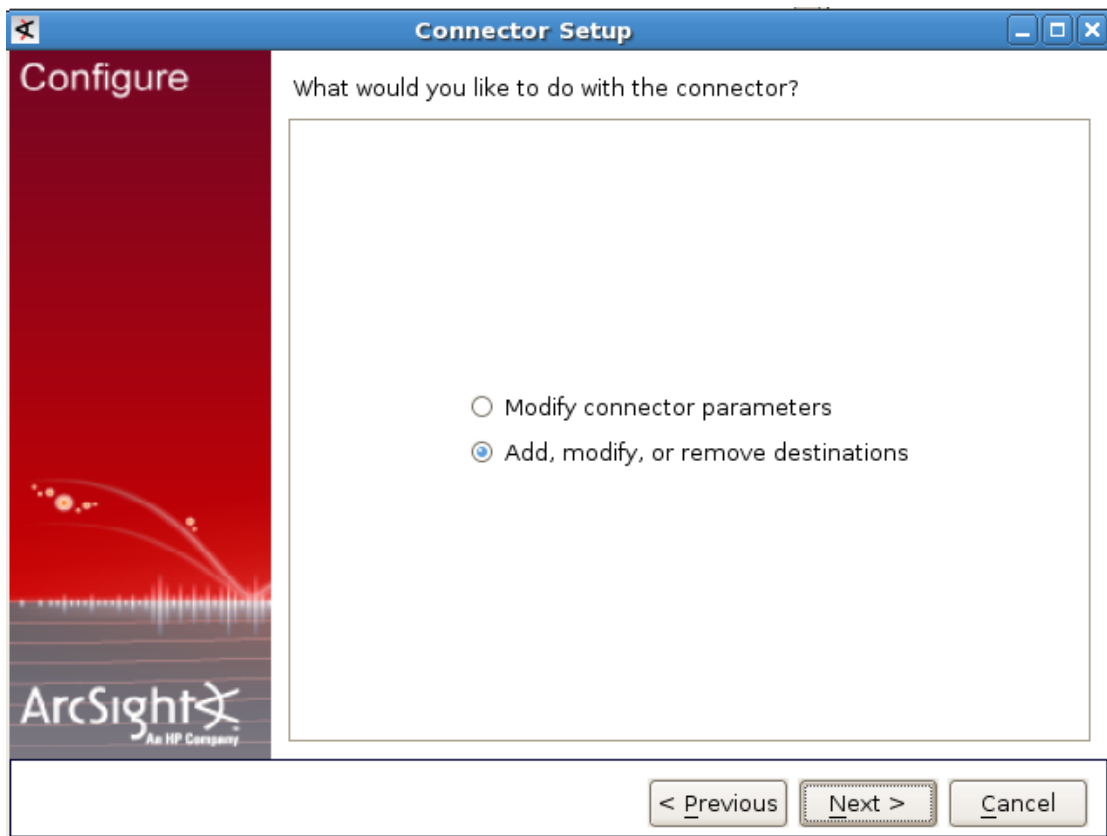 Connector Setup
Configure
What would you like to do with the connector?
Modify connector parameters
Add, modify, or remove destinations
ArcSight
An HP Company
< Previous
Next >
Cancel